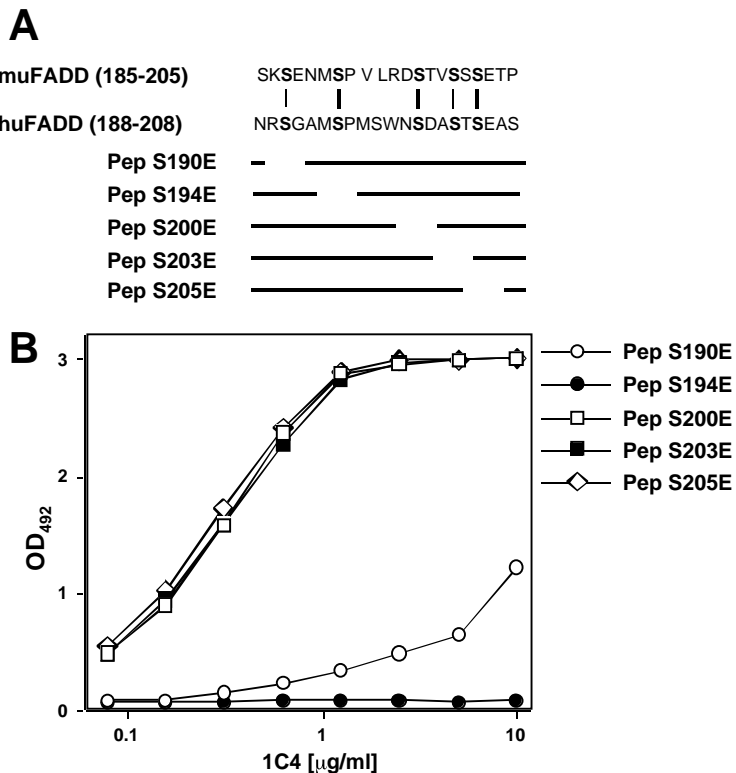 A
muFADD (185-205) SKSENMSP V LRDSTVSSSETP
huFADD (188-208) NRSGAMSPMSWNSDASTSEAS
Pep S190E
Pep S194E
Pep S200E
Pep S203E
Pep S205E
B
3
2
1
0
OD492
0.1 1 10
1C4 [μg/ml]
Pep S190E
Pep S194E
Pep S200E
Pep S203E
Pep S205E